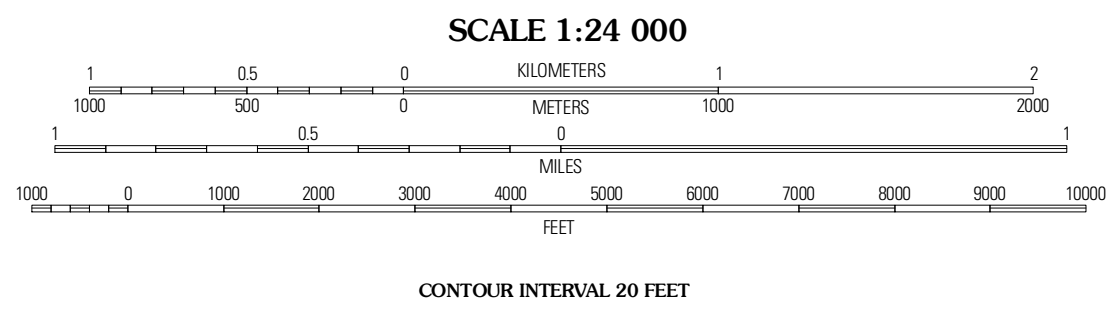 SCALE 1:24 000
1 0.5 0 KILOMETERS 1 2
1000 500 0 METERS 1000 2000
1 0.5 0 1
MILES
1000 0 1000 2000 3000 4000 5000 6000 7000 8000 9000 10000
FEET
CONTOUR INTERVAL 20 FEET